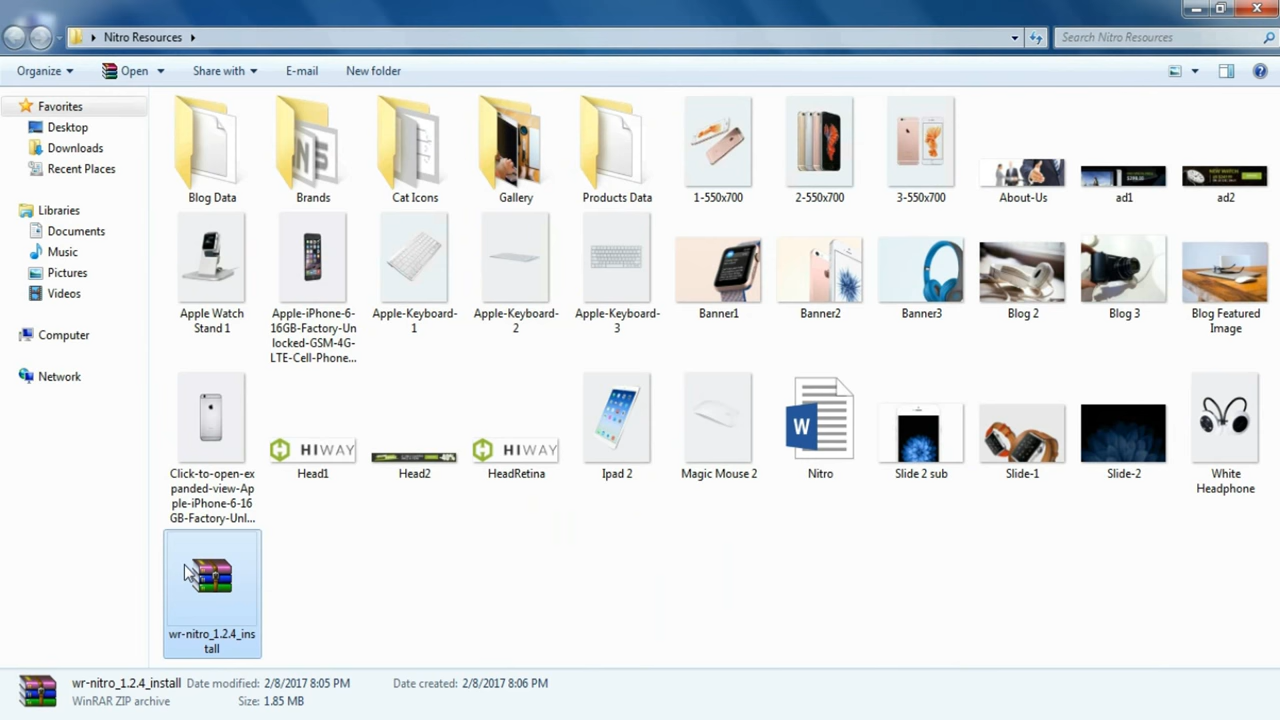 Nitro Resources
Search Nitro Resources
Organize
Open
Share with
E-mail
New folder
Favorites
Desktop
Downloads
Recent Places
Libraries
Documents
Music
Pictures
Videos
Computer
Network
Blog Data
Brands
Cat Icons
Gallery
Products Data
1-550x700
2-550x700
3-550x700
About-Us
ad1
ad2
Apple Watch
Stand 1
Apple-iPhone-6-
16GB-Factory-Un
locked-GSM-4G-
LTE-Cell-Phone...
Apple-Keyboard-
1
Apple-Keyboard-
2
Apple-Keyboard-
3
Banner1
Banner2
Banner3
Blog 2
Blog 3
Blog Featured
Image
Click-to-open-ex
panded-view-Ap
ple-iPhone-6-16
GB-Factory-Unl...
HIWAY
Head1
Head2
HIWAY
HeadRetina
Ipad 2
Magic Mouse 2
W
Nitro
Slide 2 sub
Slide-1
Slide-2
White
Headphone
wr-nitro_1.2.4_ins
tall
wr-nitro_1.2.4_install Date modified: 2/8/2017 8:05 PM Date created: 2/8/2017 8:06 PM
WinRAR ZIP archive Size: 1.85 MB